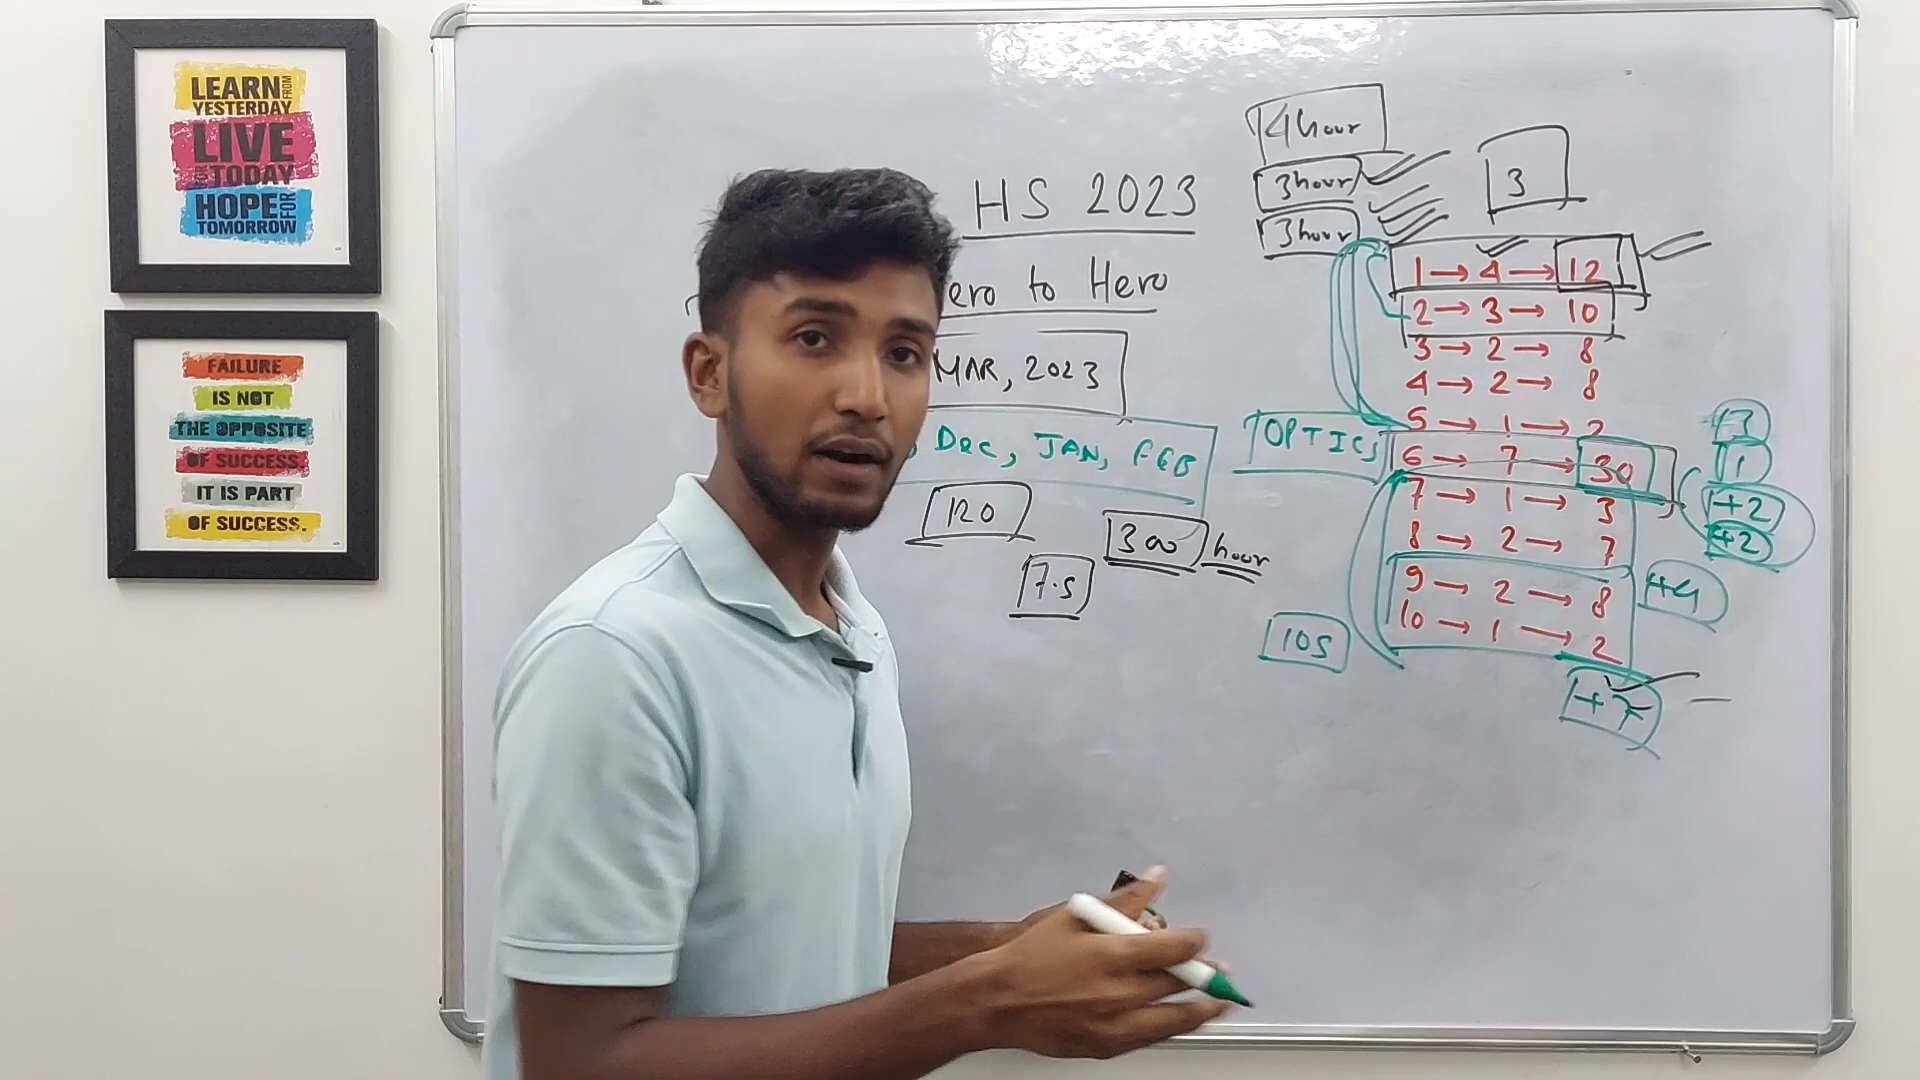 LEARN FROM
YESTERDAY
LIVE
FOR TODAY
HOPE FOR
TOMORROW
FAILURE
IS NOT
THE OPPOSITE
OF SUCCESS.
IT IS PART
OF SUCCESS.
HS 2023
ero to Hero
MAR, 2023
DEC, JAN, FEB
120
300 hour
7.5
14 hour
3 hour
3 hour
3
1 → 4 → 12
2 → 3 → 10
3 → 2 → 8
4 → 2 → 8
5 → 1 → 2
OPTICS
6 → 7 → 30
7 → 1 → 3
8 → 2 → 7
9 → 2 → 8
10 → 1 → 2
1
+2
+2
+4
105
+7